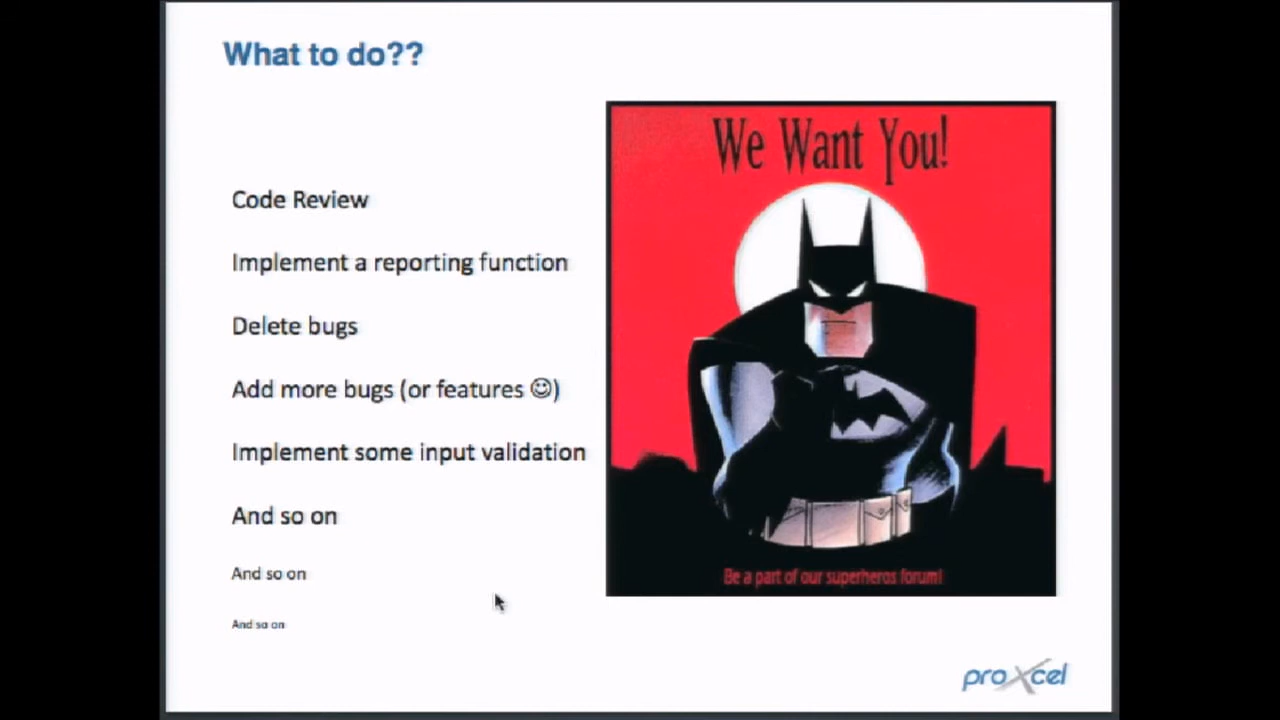 What to do??
Code Review
Implement a reporting function
Delete bugs
Add more bugs (or features ☺)
Implement some input validation
And so on
And so on
And so on
We Want You!
Be a part of our superheros forum!
proXcel